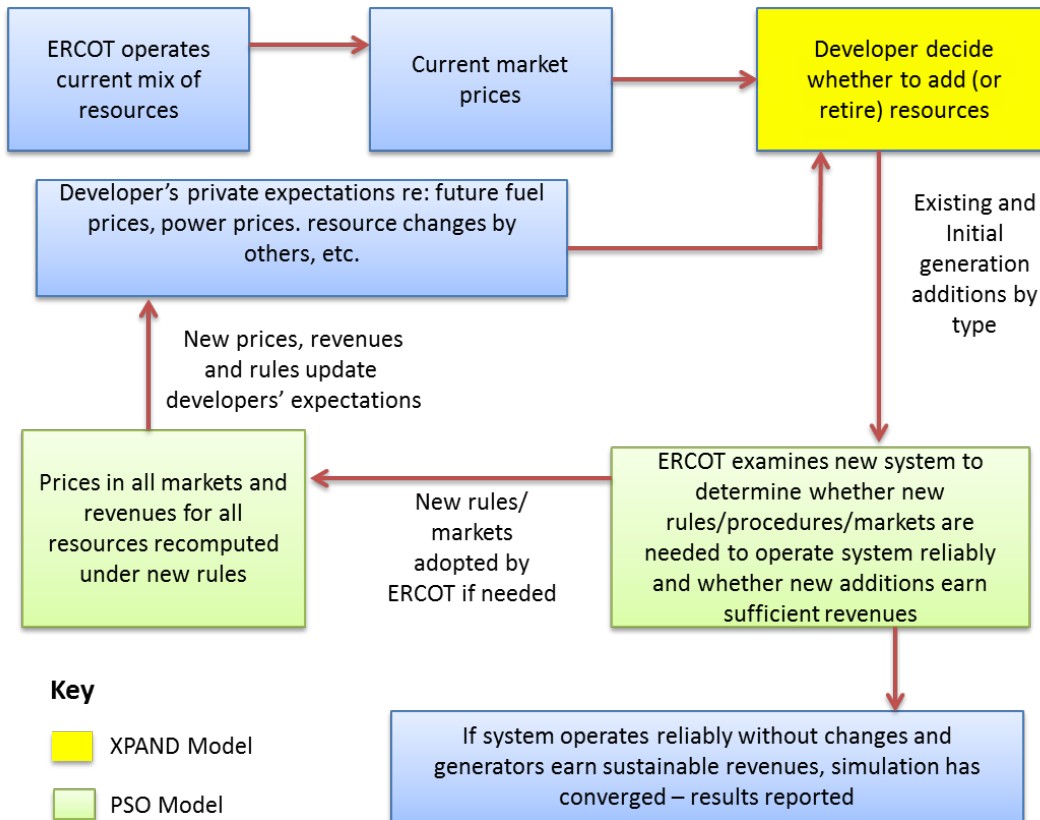 ERCOT operates
current mix of
resources
Current market
prices
Developer decide
whether to add (or
retire) resources
Developer's private expectations re: future fuel
prices, power prices. resource changes by
others, etc.
Existing and
Initial
generation
additions by
type
New prices, revenues
and rules update
developers' expectations
Prices in all markets and
revenues for all
resources recomputed
under new rules
New rules/
markets
adopted by
ERCOT if needed
ERCOT examines new system to
determine whether new
rules/procedures/markets are
needed to operate system reliably
and whether new additions earn
sufficient revenues
Key
XPAND Model
PSO Model
If system operates reliably without changes and
generators earn sustainable revenues, simulation has
converged – results reported